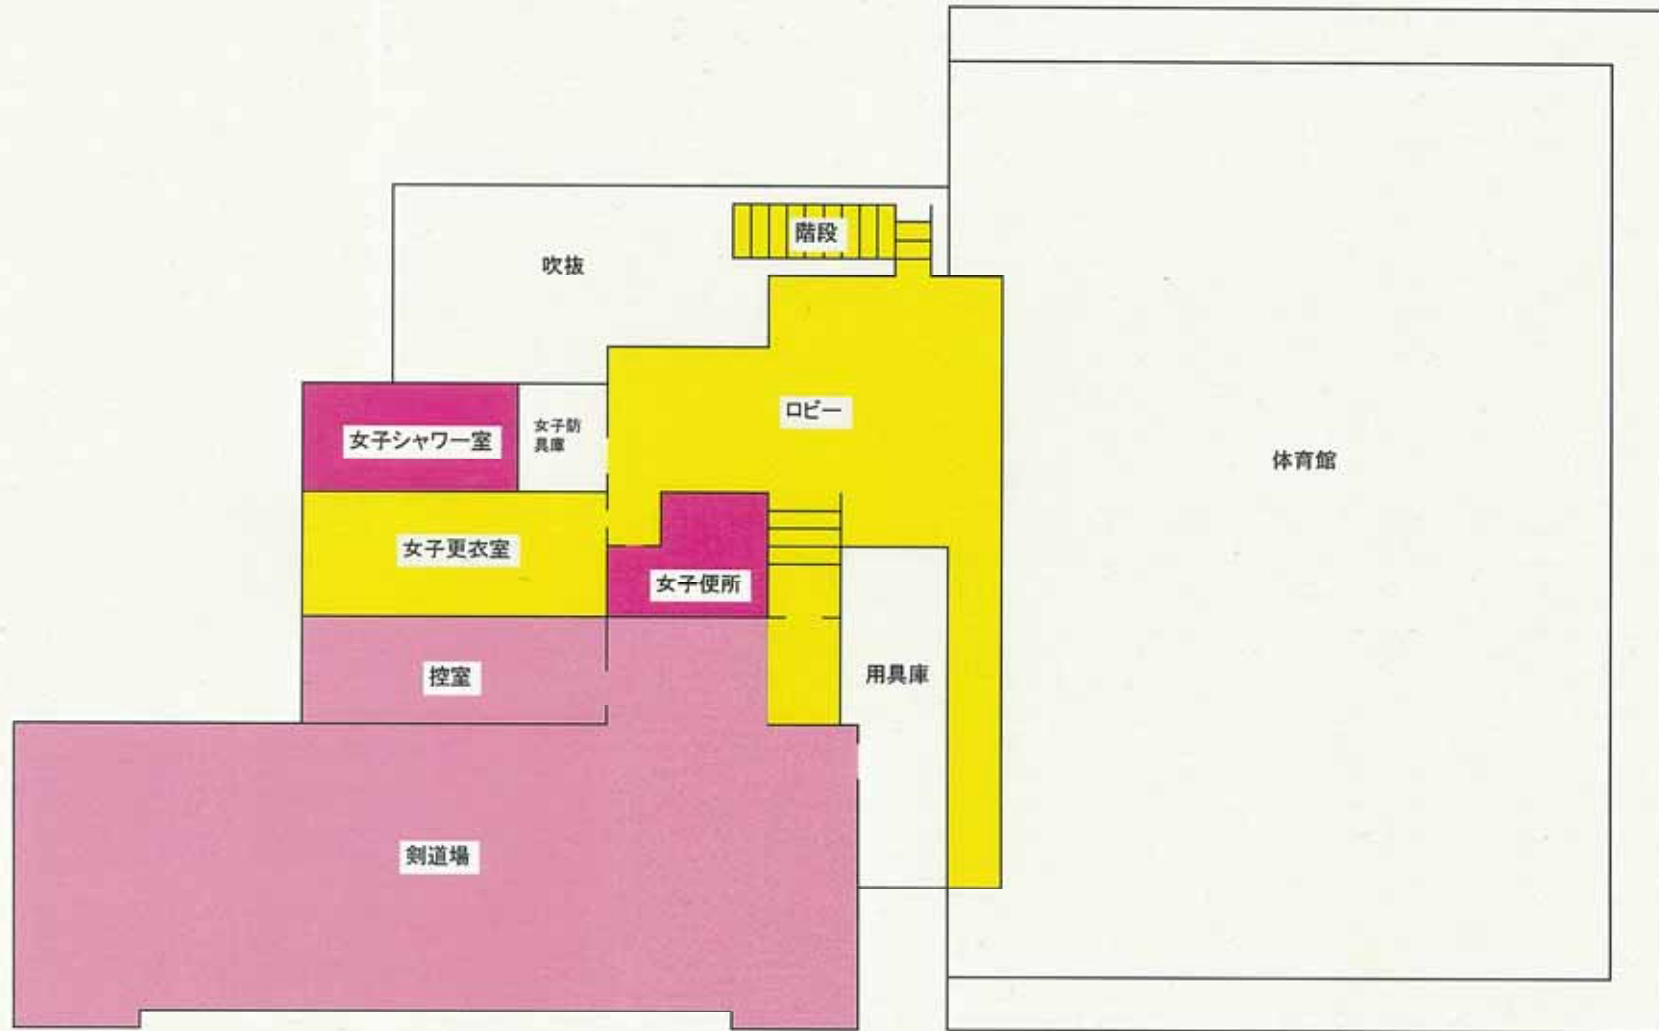 階段
吹抜
ロビー
女子シャワー室
女子防
具庫
体育館
女子更衣室
女子便所
控室
用具庫
剣道場